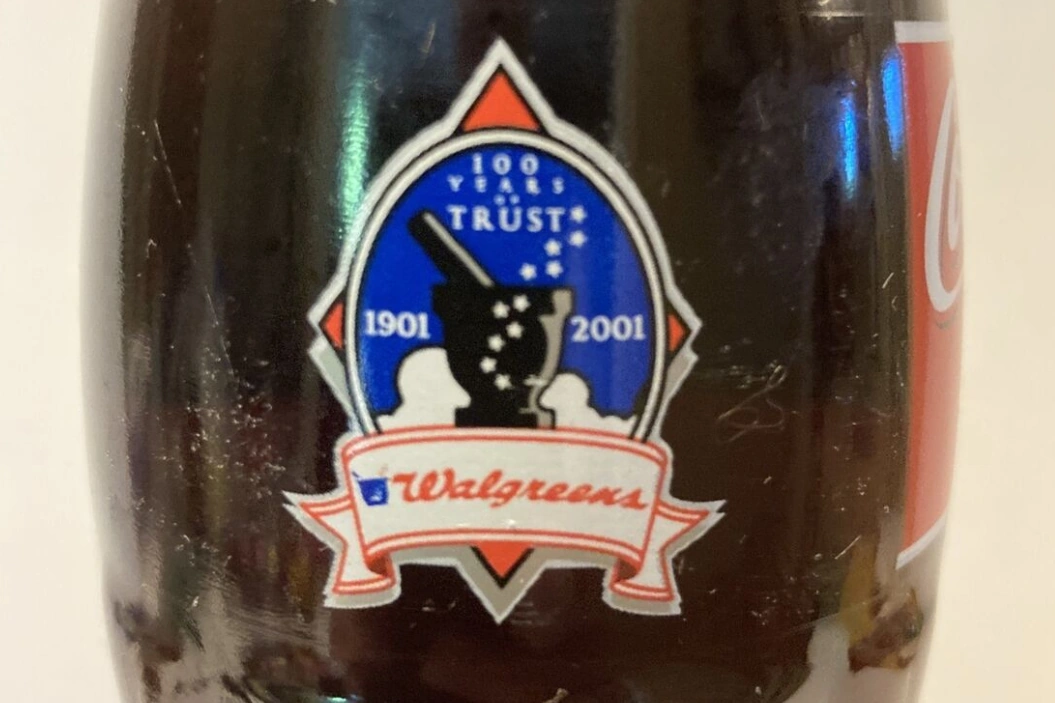 100
YEARS
TRUST
1901 2001
Walgreens